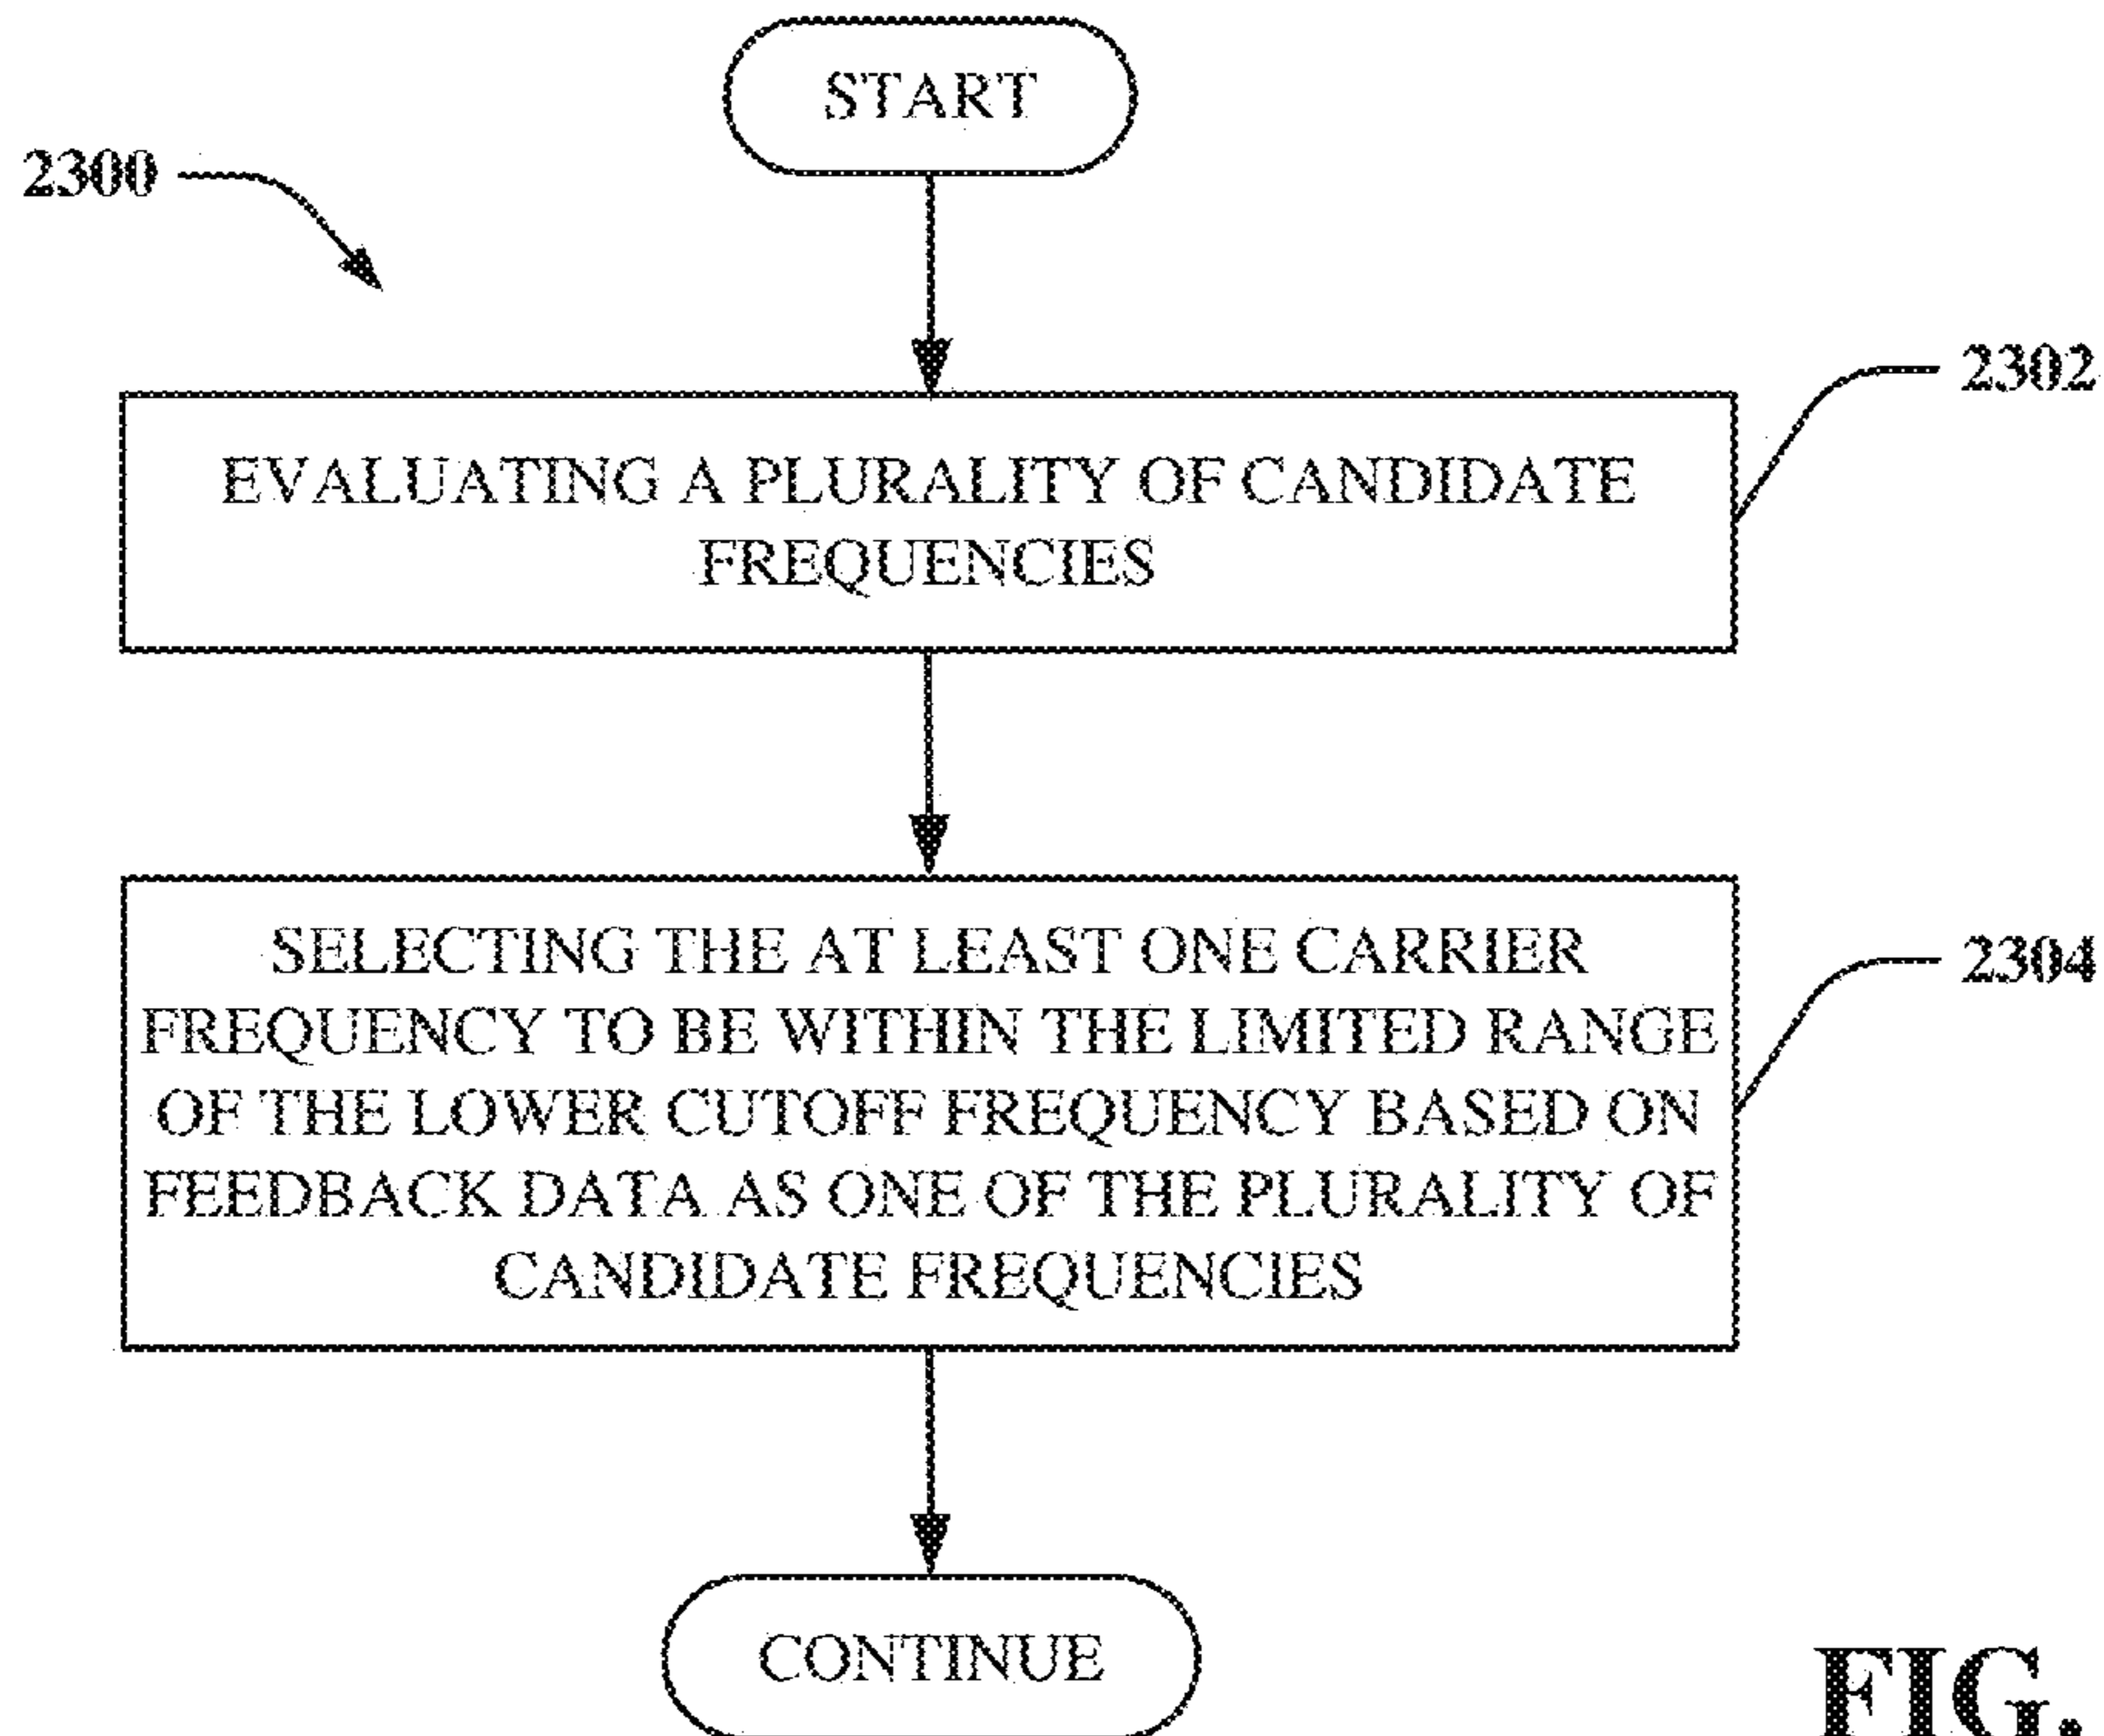 START
2300
2302
EVALUATING A PLURALITY OF CANDIDATE
FREQUENCIES
SELECTING THE AT LEAST ONE CARRIER
FREQUENCY TO BE WITHIN THE LIMITED RANGE
OF THE LOWER CUTOFF FREQUENCY BASED ON
FEEDBACK DATA AS ONE OF THE PLURALITY OF
CANDIDATE FREQUENCIES
2304
CONTINUE
FIG.